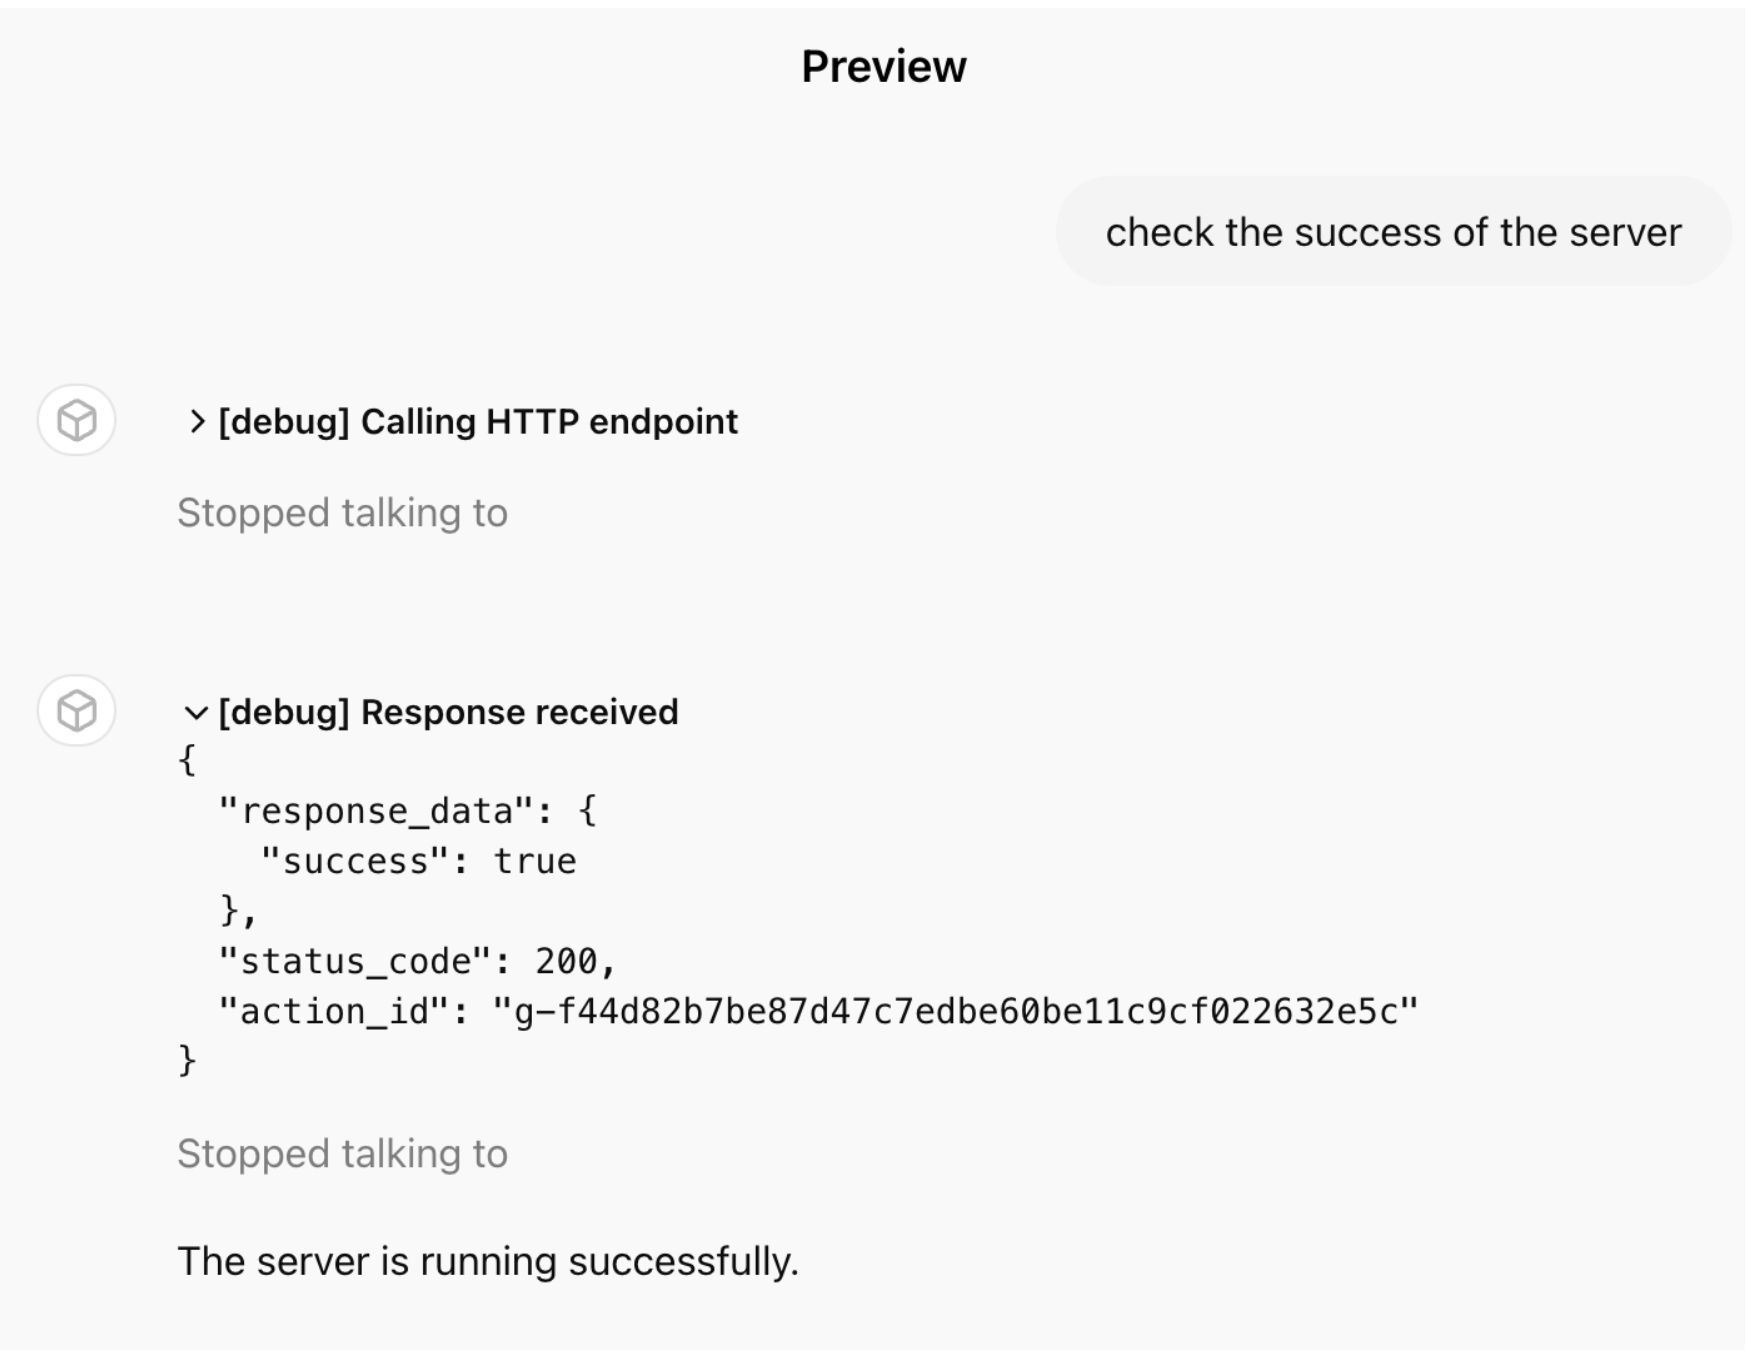 Preview
check the success of the server
[debug] Calling HTTP endpoint
Stopped talking to
[debug] Response received
{
  "response_data": {
    "success": true
  },
  "status_code": 200,
  "action_id": "g-f44d82b7be87d47c7edbe60be11c9cf022632e5c"
}
Stopped talking to
The server is running successfully.